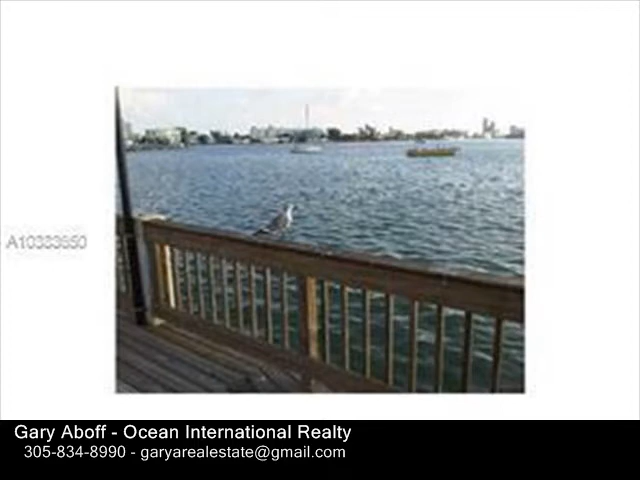 A10333650
Gary Aboff - Ocean International Realty
305-834-8990 - garyarealestate@gmail.com